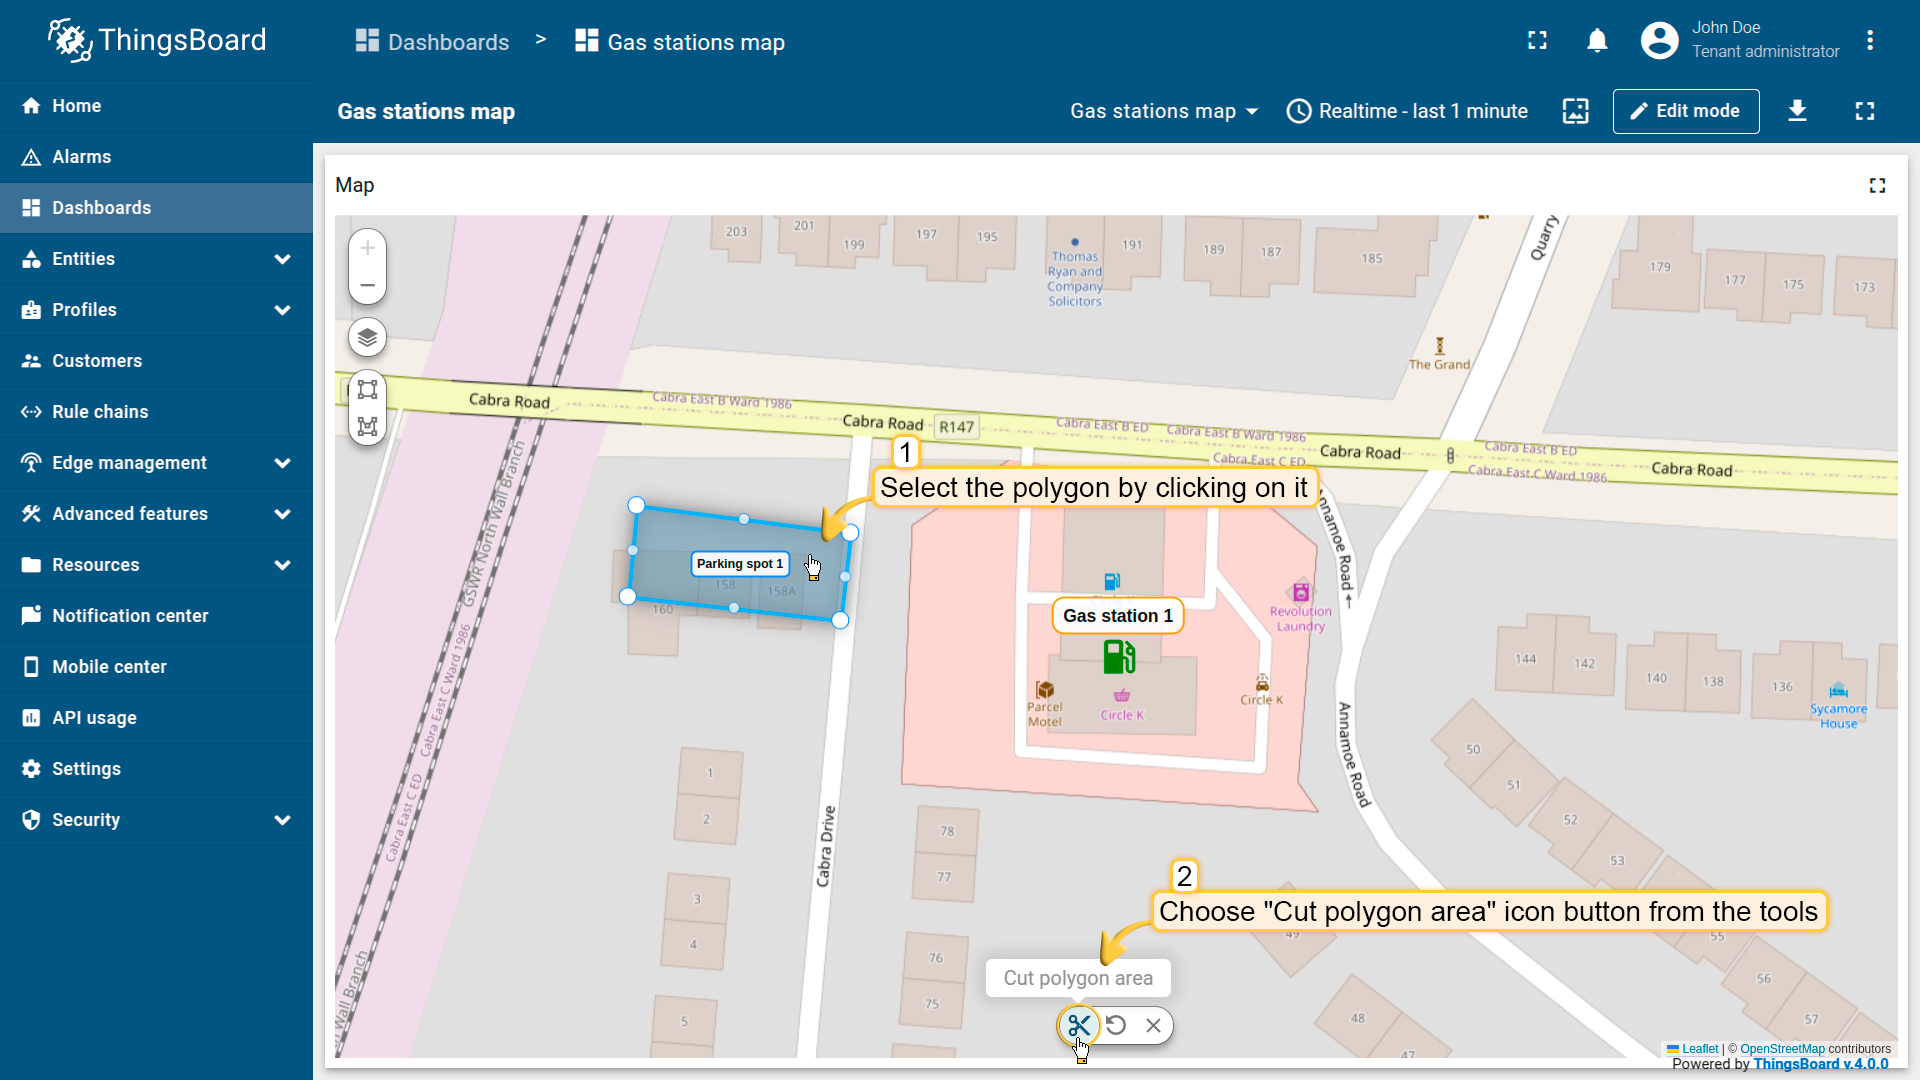 ThingsBoard
Dashboards > Gas stations map
John Doe
Tenant administrator
Home
Alarms
Dashboards
Entities
Profiles
Customers
Rule chains
Edge management
Advanced features
Resources
Notification center
Mobile center
API usage
Settings
Security
Gas stations map
Gas stations map
Realtime - last 1 minute
Edit mode
Map
+
−
203
201
199
197
195
191
189
187
185
179
177
175
173
Thomas
Ryan and
Company
Solicitors
Quarry
The Grand
Cabra Road
Cabra East B Ward 1986
Cabra Road
R147
Cabra East B ED
Cabra East B Ward 1986
Cabra East C ED
Cabra Road
Cabra East B ED
Cabra East C Ward 1986
Cabra Road
1
Select the polygon by clicking on it
GSWR North Wall Branch
Cabra East C Ward 1986
Cabra East C ED
Wall Branch
Parking spot 1
158
158A
160
Circle K
Gas station 1
Parcel
Motel
Circle K
Circle K
Revolution
Laundry
Annamoe Road
Annamoe Road
144
142
140
138
136
Sycamore
House
1
2
3
4
5
Cabra Drive
78
77
76
75
50
51
52
53
55
56
57
49
48
47
2
Choose "Cut polygon area" icon button from the tools
Cut polygon area
Leaflet | © OpenStreetMap contributors
Powered by ThingsBoard v.4.0.0